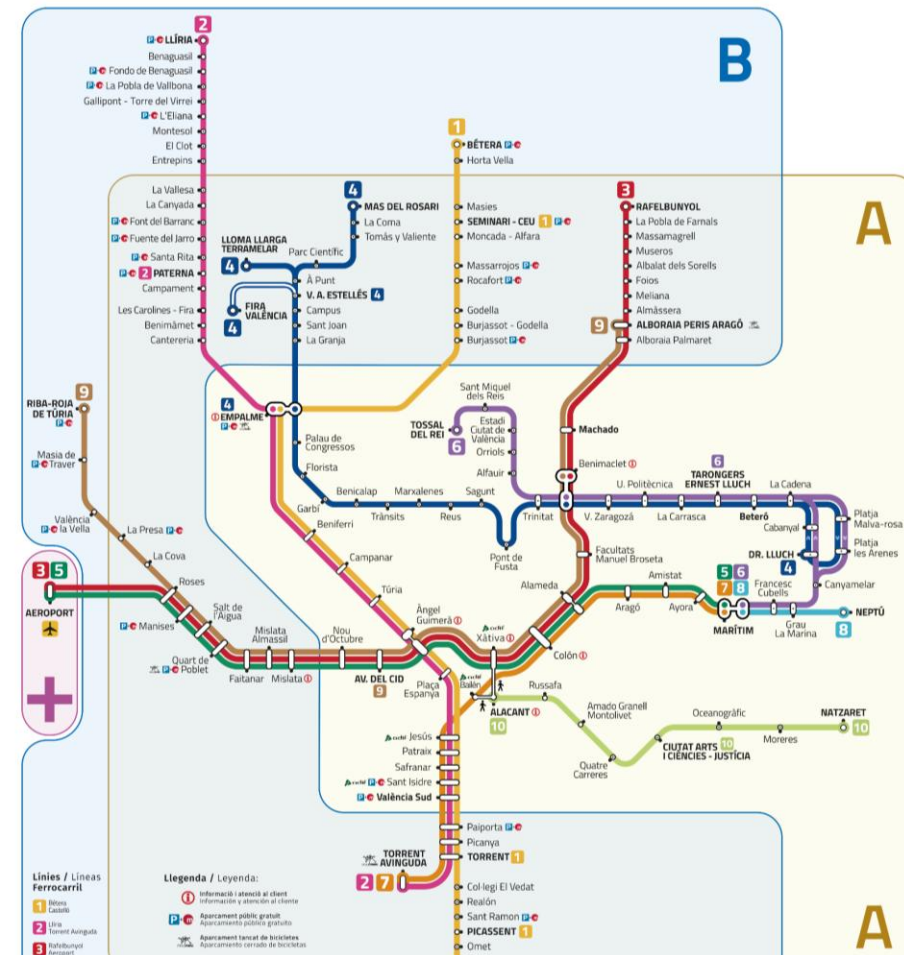 2
LLÍRIA
Benaguasil
Fondo de Benaguasil
La Pobla de Vallbona
Gallipont - Torre del Virrei
L'Eliana
Montesol
El Clot
Entrepins
La Vallesa
La Canyada
Font del Barranc
Fuente del Jarro
Santa Rita
2 PATERNA
Campament
Les Carolines - Fira
Benimàmet
Cantereria
B
A
4
MAS DEL ROSARI
La Coma
Tomás y Valiente
Parc Científic
LLOMA LLARGA
TERRAMELAR
4
À Punt
V. A. ESTELLÉS 4
FIRA
VALÈNCIA
4
Campus
Sant Joan
La Granja
1
BÉTERA
Horta Vella
Masies
SEMINARI - CEU 1
Moncada - Alfara
Massarrojos
Rocafort
Godella
Burjassot - Godella
Burjassot
3
RAFELBUNYOL
La Pobla de Farnals
Massamagrell
Museros
Albalat dels Sorells
Foios
Meliana
Almàssera
9 ALBORAIA PERIS ARAGÓ
Alboraia Palmaret
Machado
Benimaclet
9
RIBA-ROJA
DE TÚRIA
Masia de
Traver
València
la Vella
La Presa
La Cova
Roses
4
EMPALME
Palau de
Congressos
Florista
Garbí
Benicalap
Trànsits
Marxalenes
Reus
Sagunt
Pont de
Fusta
Sant Miquel
dels Reis
TOSSAL
DEL REI
6
Estadi
Ciutat de
València
Orriols
Alfauir
Trinitat
V. Zaragozá
U. Politècnica
La Carrasca
6
TARONGERS
ERNEST LLUCH
Beteró
La Cadena
Cabanyal
Platja
Malva-rosa
Platja
les Arenes
DR. LLUCH
4
Canyamelar
Beniferri
Campanar
Túria
Àngel
Guimerà
Plaça
Espanya
3 5
AEROPORT
Manises
Salt de
l'Aigua
Quart de
Poblet
Faitanar
Mislata
Almassil
Mislata
Nou
d'Octubre
AV. DEL CID
9
Xàtiva
Bailén
ALACANT
10
Colón
Alameda
Facultats
Manuel Broseta
Aragó
Amistat
Ayora
5 6
7 8
MARÍTIM
Francesc
Cubells
Grau
La Marina
NEPTÚ
8
Russafa
Amado Granell
Montolivet
Quatre
Carreres
CIUTAT ARTS 10
I CIÈNCIES - JUSTÍCIA
Oceanogràfic
Moreres
NATZARET
10
Jesús
Patraix
Safranar
Sant Isidre
València Sud
Paiporta
Picanya
TORRENT 1
TORRENT
AVINGUDA
2 7
Col·legi El Vedat
Realón
Sant Ramon
PICASSENT 1
Omet
A
Línies / Líneas
Ferrocarril
1 Bétera
Castelló
2 Llíria
Torrent Avinguda
3 Rafelbunyol
Aeroport
Llegenda / Leyenda:
Informació i atenció al client
Información y atención al cliente
Aparcament públic gratuït
Aparcamiento público gratuito
Aparcament tancat de bicicletes
Aparcamiento cerrado de bicicletas